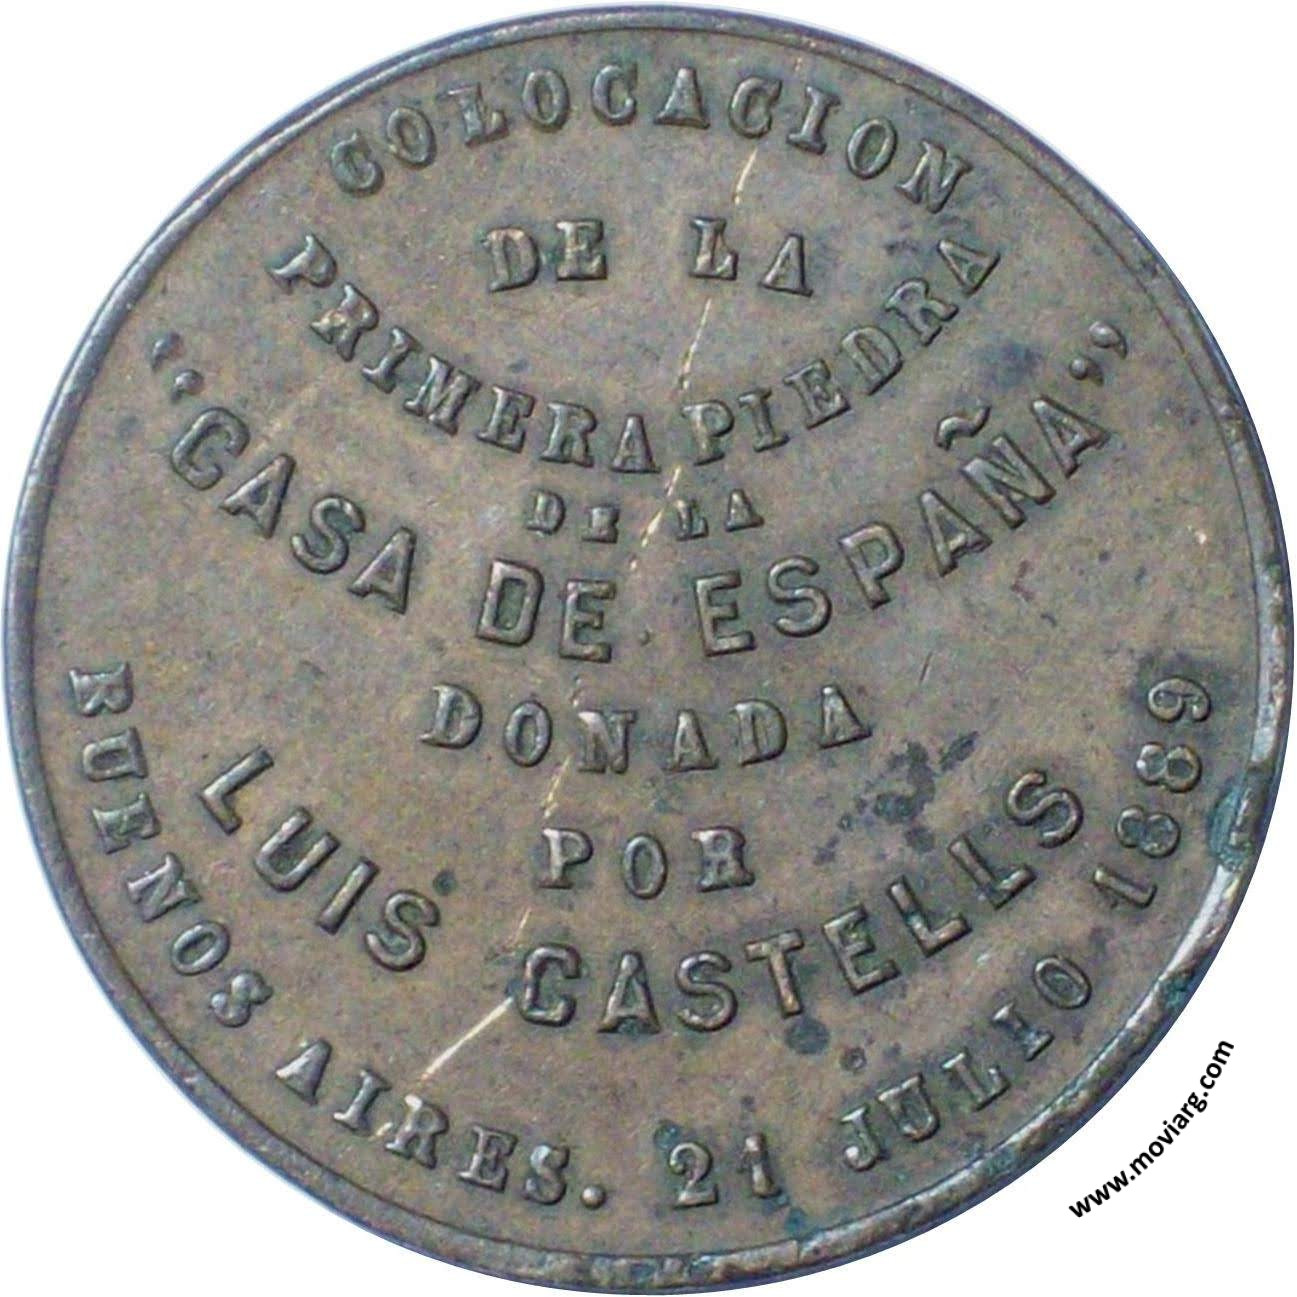 COLOCACION
DE LA
PRIMERA PIEDRA
DE LA
“CASA DE ESPAÑA”
DONADA
POR
LUIS CASTELLS
BUENOS AIRES. 21 JULIO 1889
www.moviarg.com